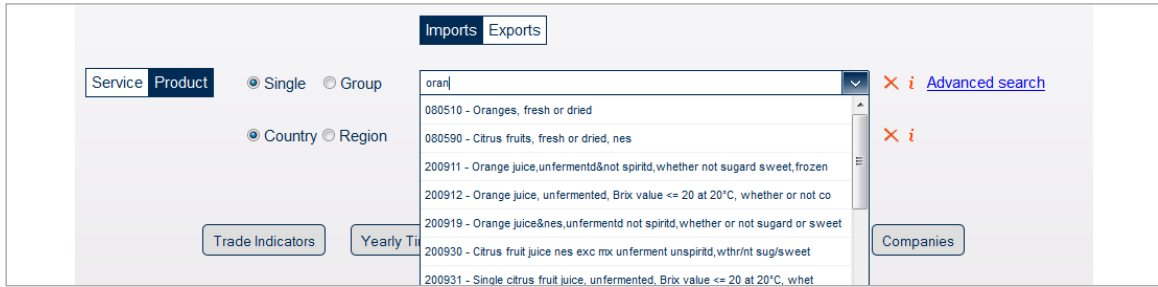 Imports Exports
Service Product Single Group oran Advanced search
080510 - Oranges, fresh or dried
Country Region 080590 - Citrus fruits, fresh or dried, nes
200911 - Orange juice,unfermentd&not spiritd,whether not sugard sweet,frozen
200912 - Orange juice, unfermented, Brix value <= 20 at 20°C, whether or not co
200919 - Orange juice&nes,unfermentd not spiritd,whether or not sugard or sweet
Trade Indicators Yearly Ti Companies
200930 - Citrus fruit juice nes exc mx unferment unspiritd,wthr/nt sug/sweet
200931 - Single citrus fruit juice, unfermented, Brix value <= 20 at 20°C, whet